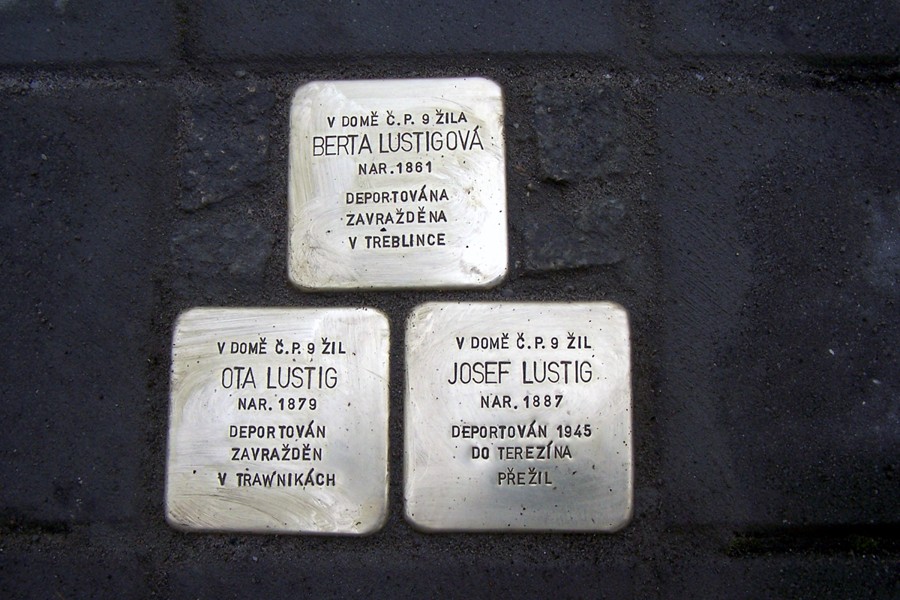 V DOMĚ Č.P. 9 ŽILA
BERTA LUSTIGOVÁ
NAR.1861
DEPORTOVÁNA
ZAVRAŽDĚNA
V TREBLINCE
V DOMĚ Č.P. 9 ŽIL
OTA LUSTIG
NAR. 1879
DEPORTOVÁN
ZAVRAŽDĚN
V TRAWNIKÁCH
V DOMĚ Č.P. 9 ŽIL
JOSEF LUSTIG
NAR. 1887
DEPORTOVÁN 1945
DO TEREZÍNA
PŘEŽIL